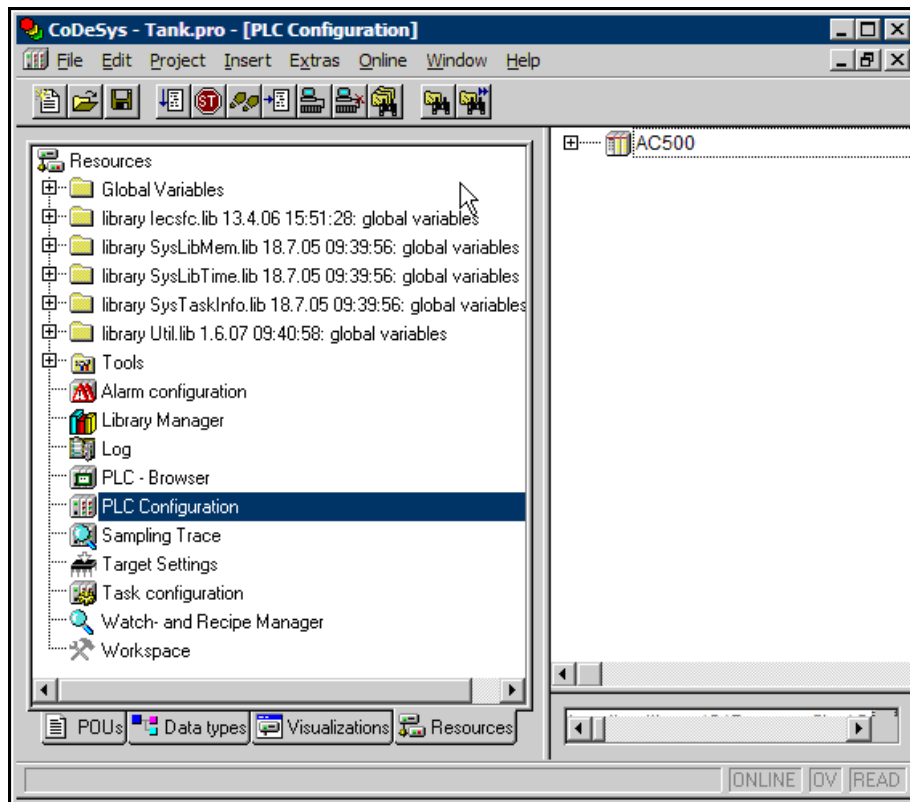 CoDeSys - Tank.pro - [PLC Configuration]
File Edit Project Insert Extras Online Window Help
ST
Resources
Global Variables
library Iecsfc.lib 13.4.06 15:51:28: global variables
library SysLibMem.lib 18.7.05 09:39:56: global variables
library SysLibTime.lib 18.7.05 09:39:56: global variables
library SysTaskInfo.lib 18.7.05 09:39:56: global variables
library Util.lib 1.6.07 09:40:58: global variables
Tools
Alarm configuration
Library Manager
Log
PLC - Browser
PLC Configuration
Sampling Trace
Target Settings
Task configuration
Watch- and Recipe Manager
Workspace
AC500
POUs Data types Visualizations Resources
ONLINE OV READ